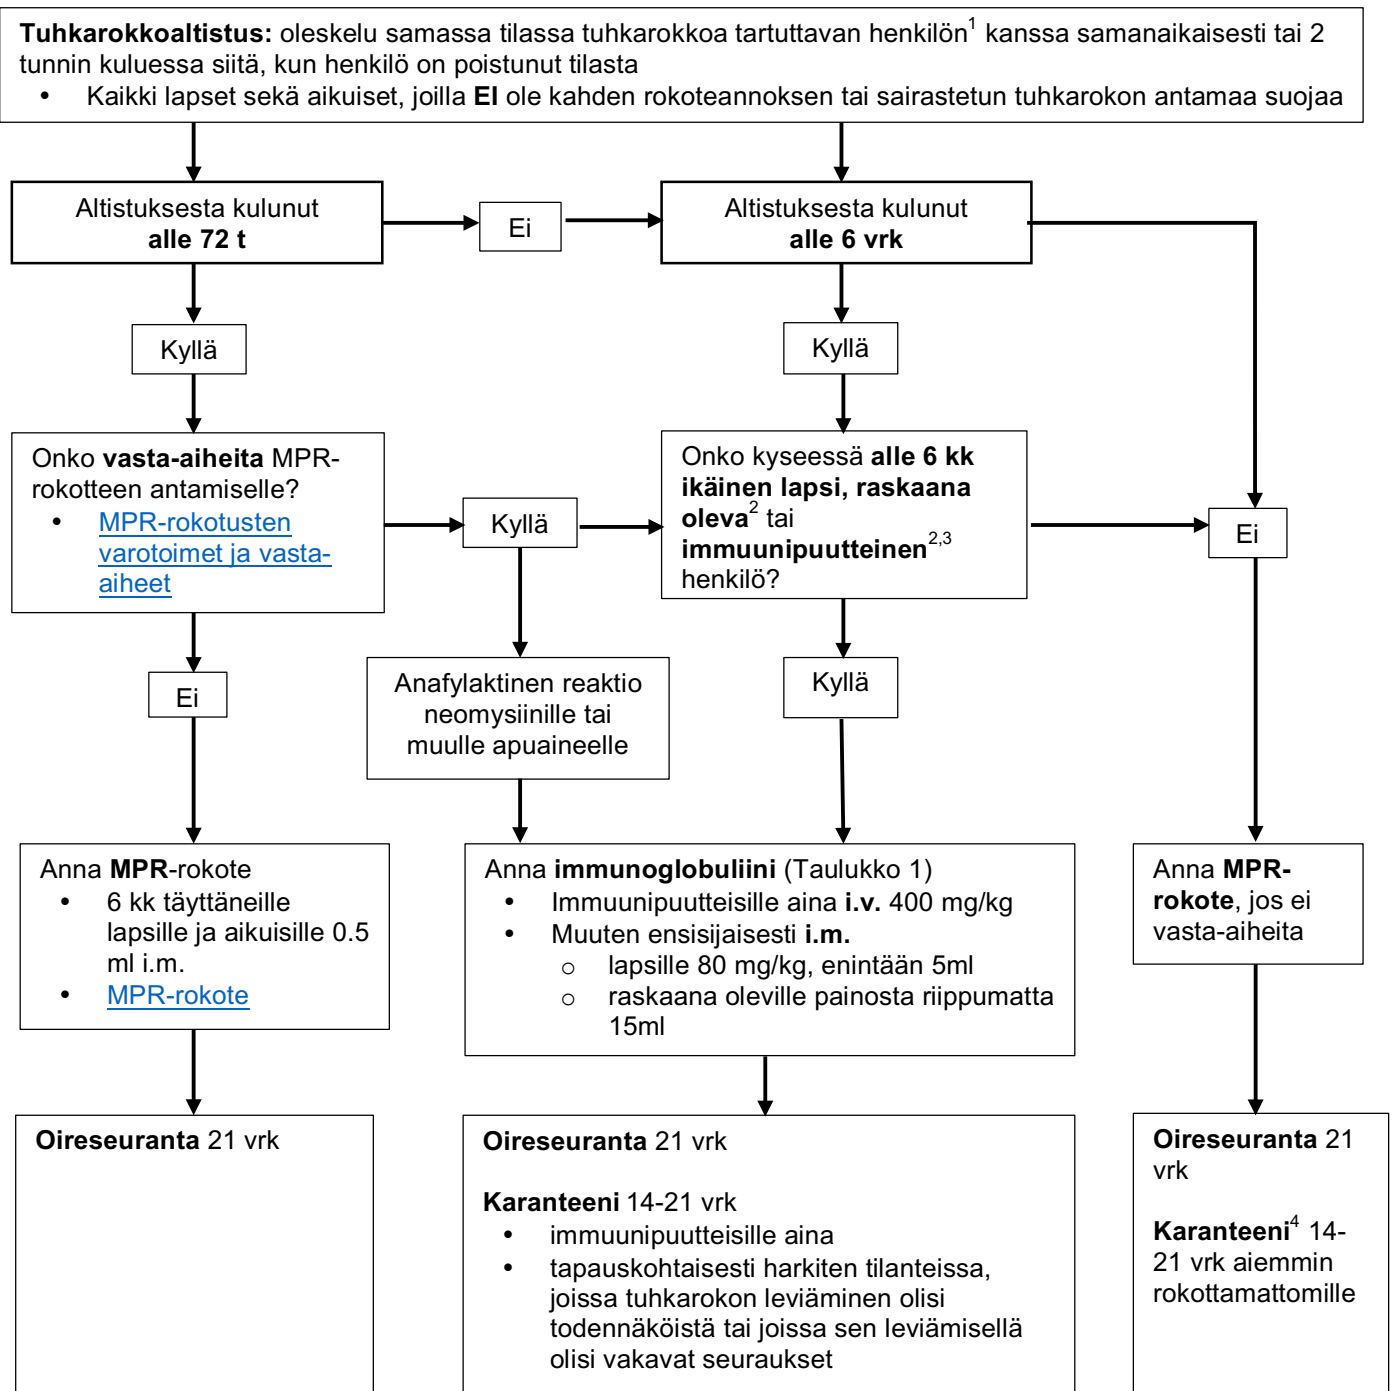 Tuhkarokkoaltistus: oleskelu samassa tilassa tuhkarokkoa tartuttavan henkilön1 kanssa samanaikaisesti tai 2
tunnin kuluessa siitä, kun henkilö on poistunut tilasta
• Kaikki lapset sekä aikuiset, joilla EI ole kahden rokoteannoksen tai sairastetun tuhkarokon antamaa suojaa
Altistuksesta kulunut
alle 72 t
Ei
Altistuksesta kulunut
alle 6 vrk
Kyllä
Kyllä
Onko vasta-aiheita MPR-
rokotteen antamiselle?
• MPR-rokotusten
varotoimet ja vasta-
aiheet
Kyllä
Onko kyseessä alle 6 kk
ikäinen lapsi, raskaana
oleva2 tai
immuunipuutteinen2,3
henkilö?
Ei
Ei
Anafylaktinen reaktio
neomysiinille tai
muulle apuaineelle
Kyllä
Anna MPR-rokote
• 6 kk täyttäneille
lapsille ja aikuisille 0.5
ml i.m.
• MPR-rokote
Anna immunoglobuliini (Taulukko 1)
• Immuunipuutteisille aina i.v. 400 mg/kg
• Muuten ensisijaisesti i.m.
o lapsille 80 mg/kg, enintään 5ml
o raskaana oleville painosta riippumatta
15ml
Anna MPR-
rokote, jos ei
vasta-aiheita
Oireseuranta 21 vrk
Oireseuranta 21 vrk
Karanteeni 14-21 vrk
• immuunipuutteisille aina
• tapauskohtaisesti harkiten tilanteissa,
joissa tuhkarokon leviäminen olisi
todennäköistä tai joissa sen leviämisellä
olisi vakavat seuraukset
Oireseuranta 21
vrk
Karanteeni4 14-
21 vrk aiemmin
rokottamattomille